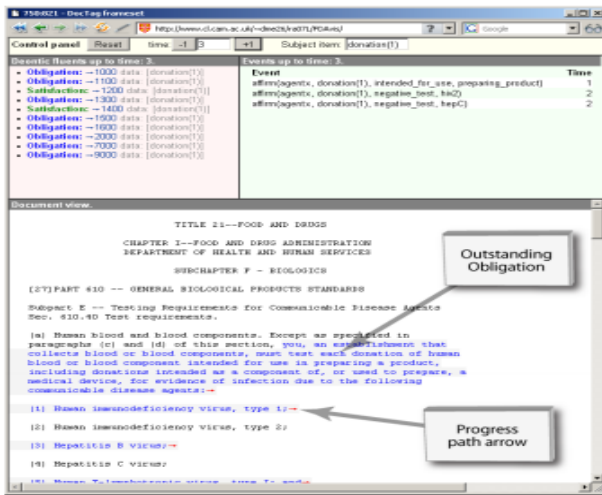 750:821 - DocTag frameset
Google
Control panel Reset time: -1 3 +1 Subject item: donation(1)
Deontic fluents up to time: 3.
Obligation: →1000 data: [donation(1)]
Obligation: →1100 data: [donation(1)]
Satisfaction: →1200 data: [donation(1)]
Obligation: →1300 data: [donation(1)]
Satisfaction: →1400 data: [donation(1)]
Obligation: →1500 data: [donation(1)]
Obligation: →1600 data: [donation(1)]
Obligation: →2000 data: [donation(1)]
Obligation: →7000 data: [donation(1)]
Obligation: →9000 data: [donation(1)]
Events up to time: 3.
Event Time
affirm(agentx, donation(1), intended_for_use, preparing_product) 1
affirm(agentx, donation(1), negative_test, hiv2) 2
affirm(agentx, donation(1), negative_test, hepC) 2
Document view.
TITLE 21--FOOD AND DRUGS
CHAPTER I--FOOD AND DRUG ADMINISTRATION
DEPARTMENT OF HEALTH AND HUMAN SERVICES
SUBCHAPTER F - BIOLOGICS
[27]PART 610 -- GENERAL BIOLOGICAL PRODUCTS STANDARDS
Subpart E -- Testing Requirements for Communicable Disease Agents
Sec. 610.40 Test requirements.
(a) Human blood and blood components. Except as specified in
paragraphs (c) and (d) of this section, you, an establishment that
collects blood or blood components, must test each donation of human
blood or blood component intended for use in preparing a product,
including donations intended as a component of, or used to prepare, a
medical device, for evidence of infection due to the following
communicable disease agents:→
(1) Human immunodeficiency virus, type 1;→
(2) Human immunodeficiency virus, type 2;
(3) Hepatitis B virus;→
(4) Hepatitis C virus;
Outstanding
Obligation
Progress
path arrow